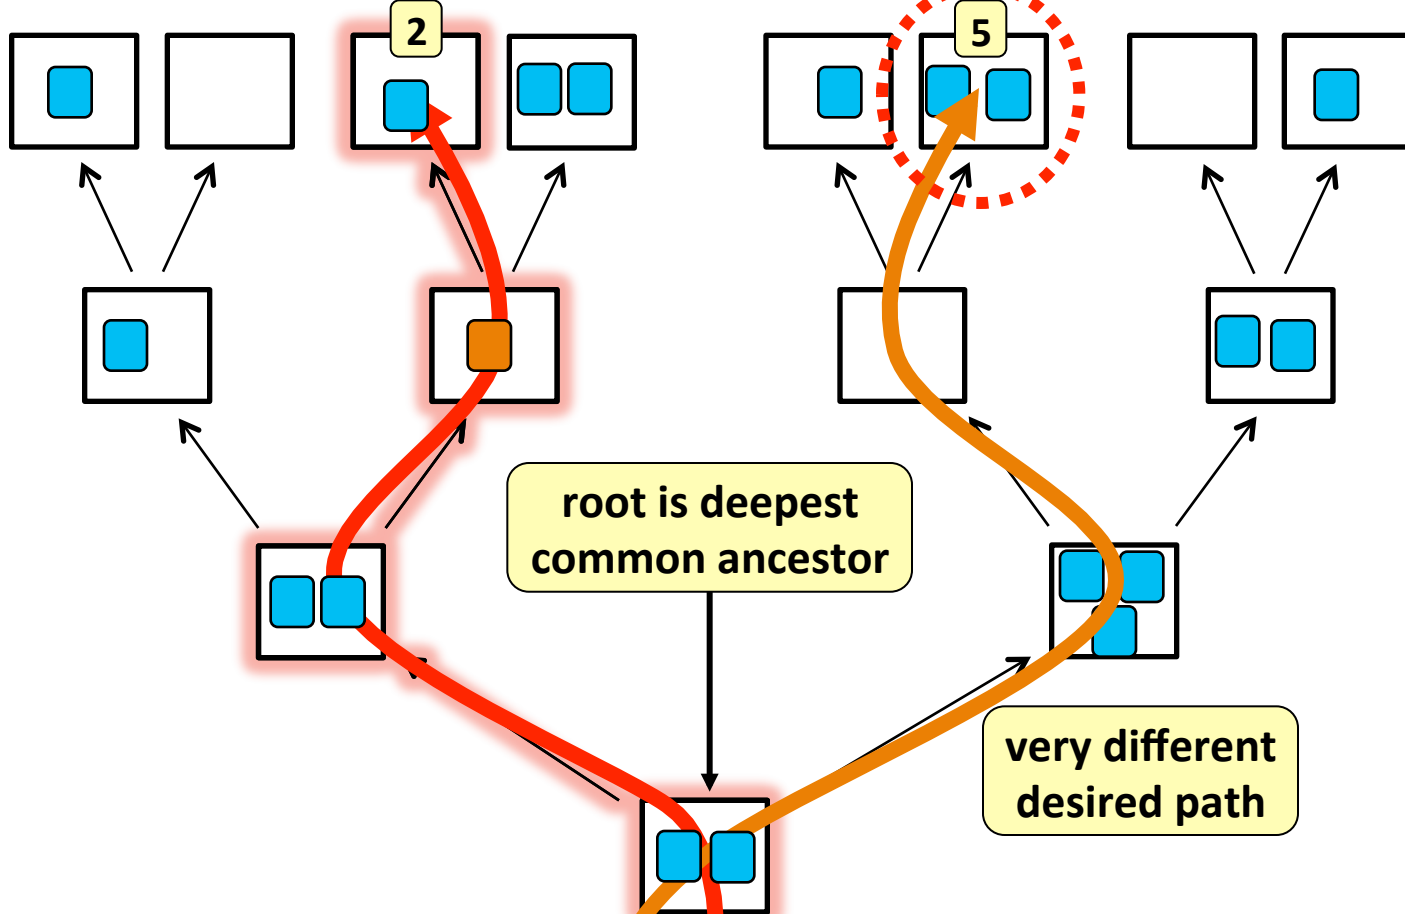 2
5
root is deepest
common ancestor
very different
desired path